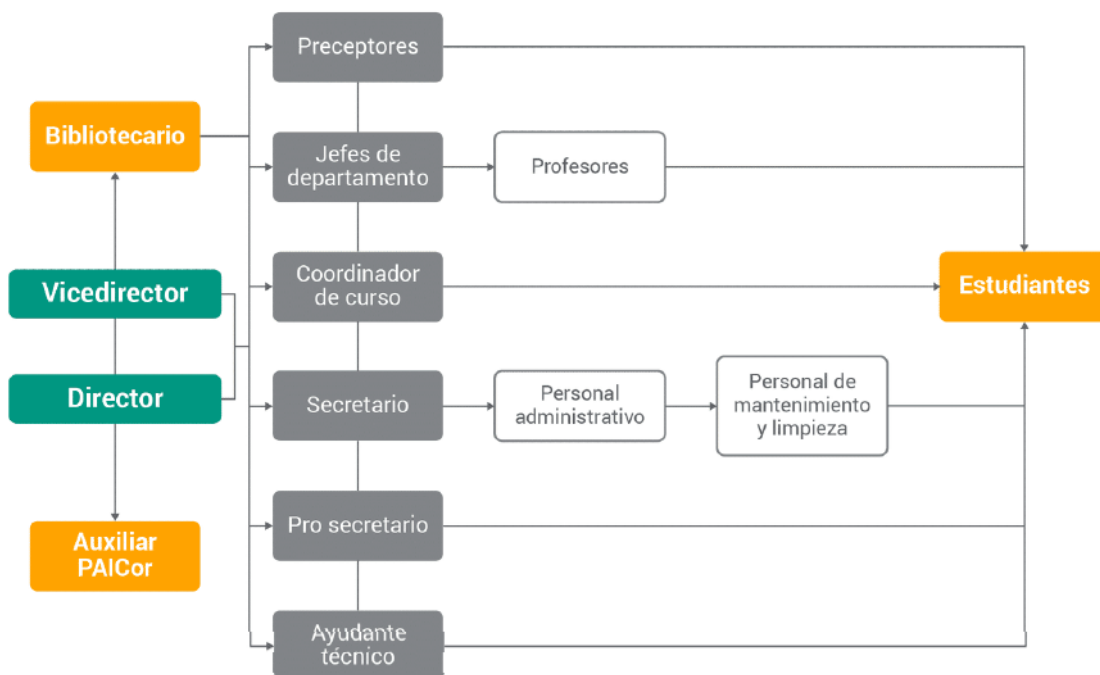 Preceptores
Bibliotecario
Jefes de
departamento
Profesores
Vicedirector
Coordinador
de curso
Estudiantes
Director
Secretario
Personal
administrativo
Personal de
mantenimiento
y limpieza
Pro secretario
Auxiliar
PAICor
Ayudante
técnico